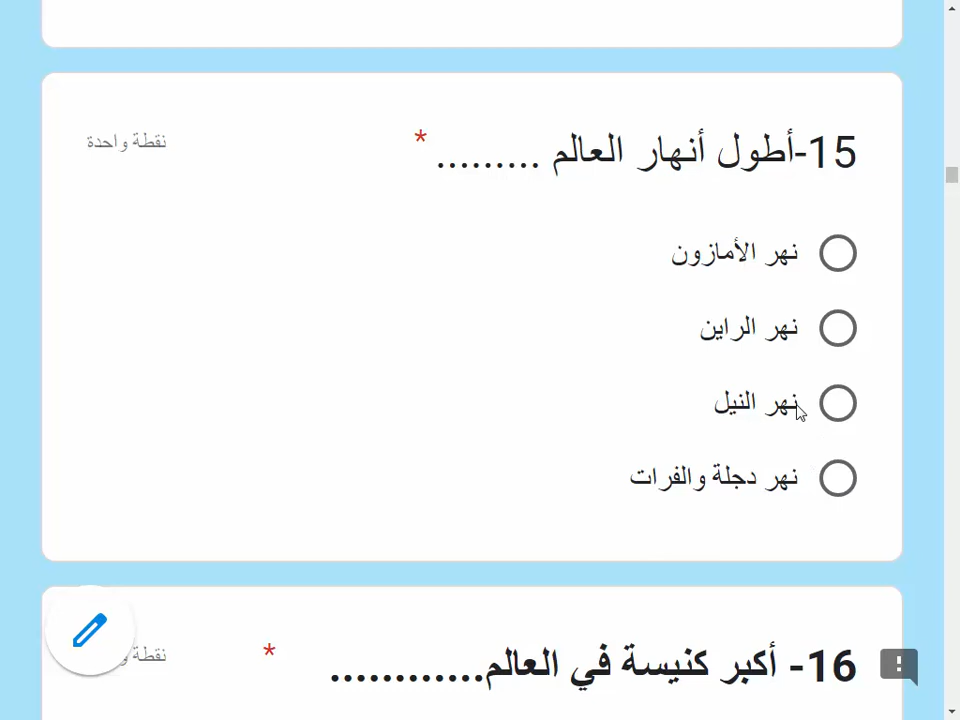 15-أطول أنهار العالم ......... *
نقطة واحدة
نهر الأمازون
نهر الراين
نهر النيل
نهر دجلة والفرات
16- أكبر كنيسة في العالم............ *
نقطة